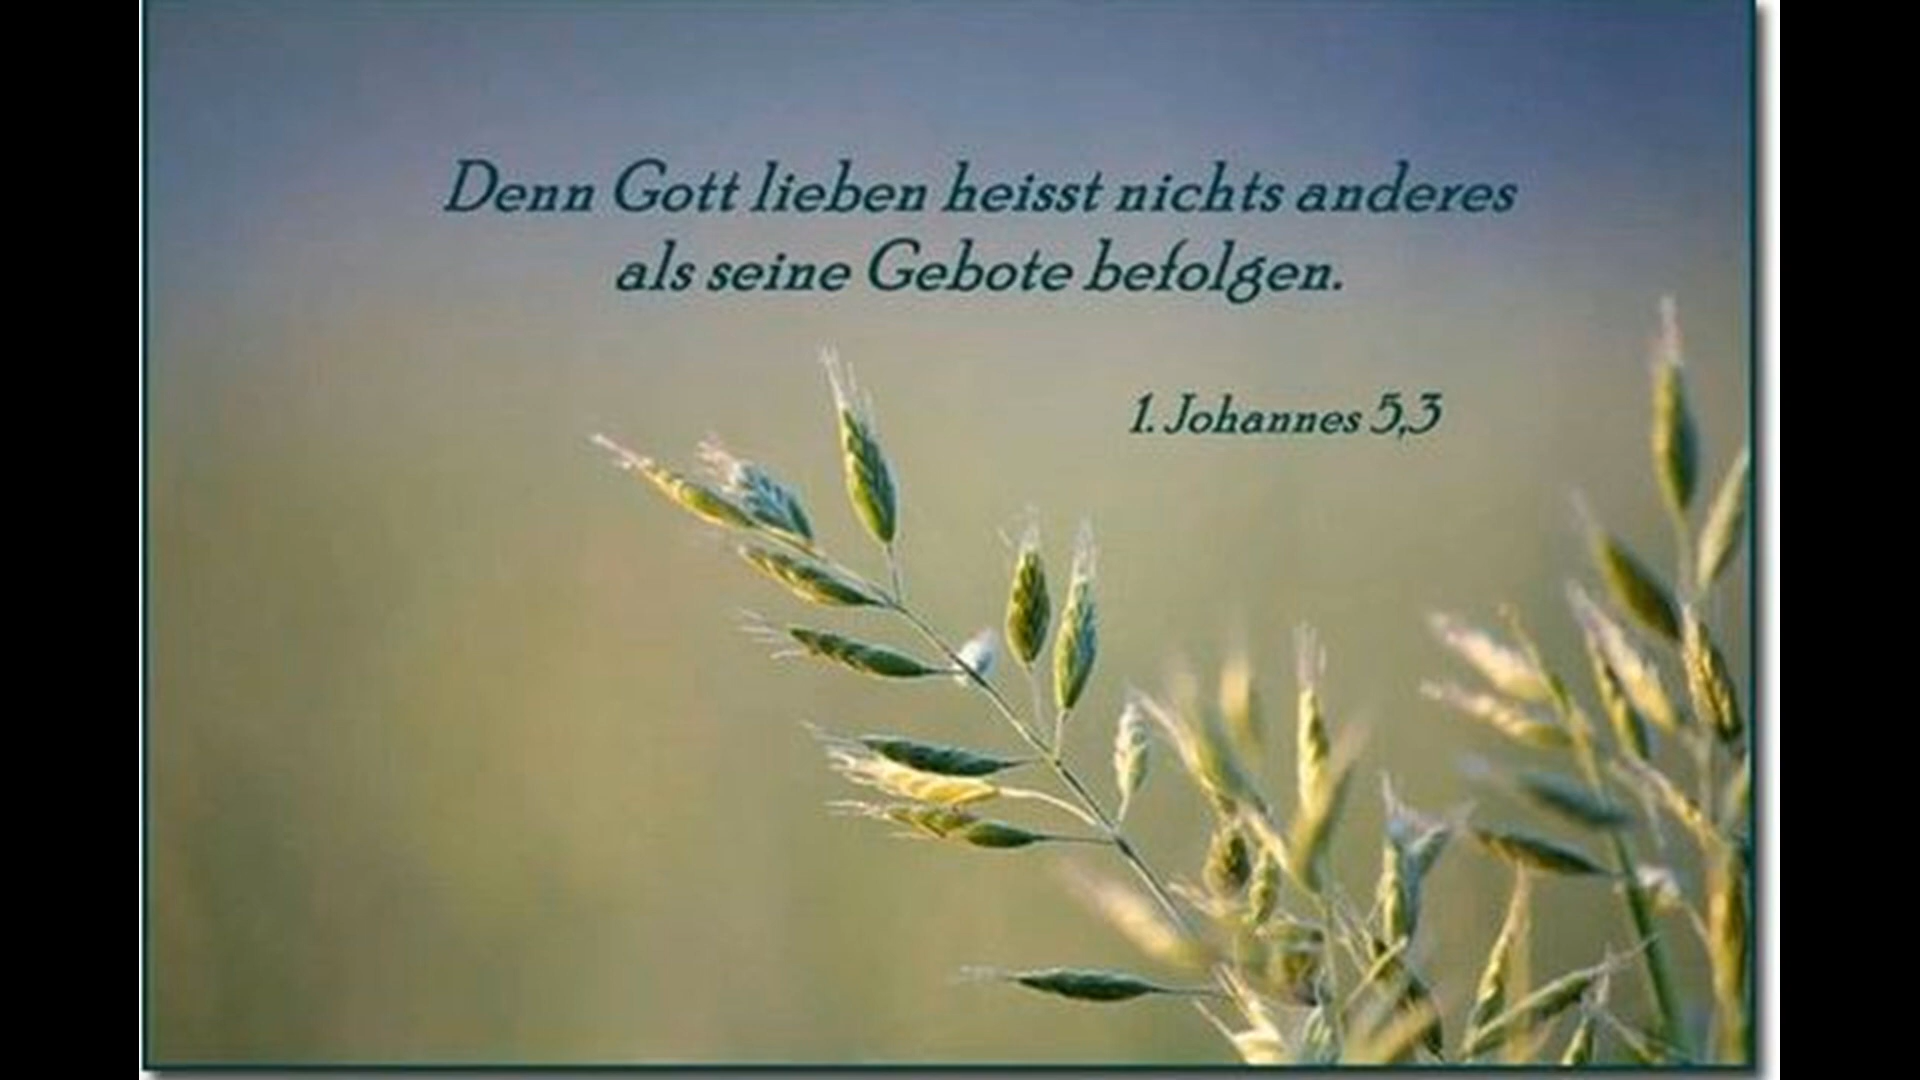 Denn Gott lieben heisst nichts anderes
als seine Gebote befolgen.
1. Johannes 5,3